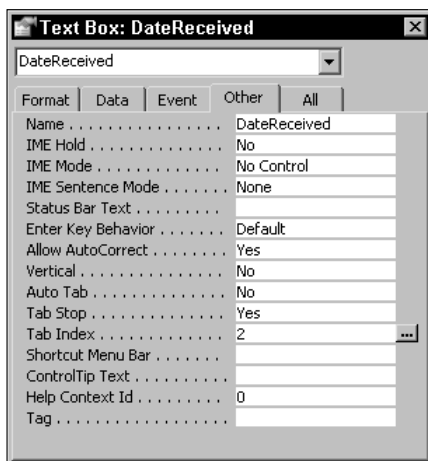 Text Box: DateReceived
DateReceived
Format Data Event Other All
Name . . . . . . . . . . . . . . . . DateReceived
IME Hold . . . . . . . . . . . . . . No
IME Mode . . . . . . . . . . . . . . No Control
IME Sentence Mode . . . . . . . None
Status Bar Text . . . . . . . . .
Enter Key Behavior . . . . . . . Default
Allow AutoCorrect . . . . . . . . Yes
Vertical . . . . . . . . . . . . . . . No
Auto Tab . . . . . . . . . . . . . . No
Tab Stop . . . . . . . . . . . . . . Yes
Tab Index . . . . . . . . . . . . . . 2 ...
Shortcut Menu Bar . . . . . . .
ControlTip Text . . . . . . . . . .
Help Context Id . . . . . . . . . 0
Tag . . . . . . . . . . . . . . . . . .